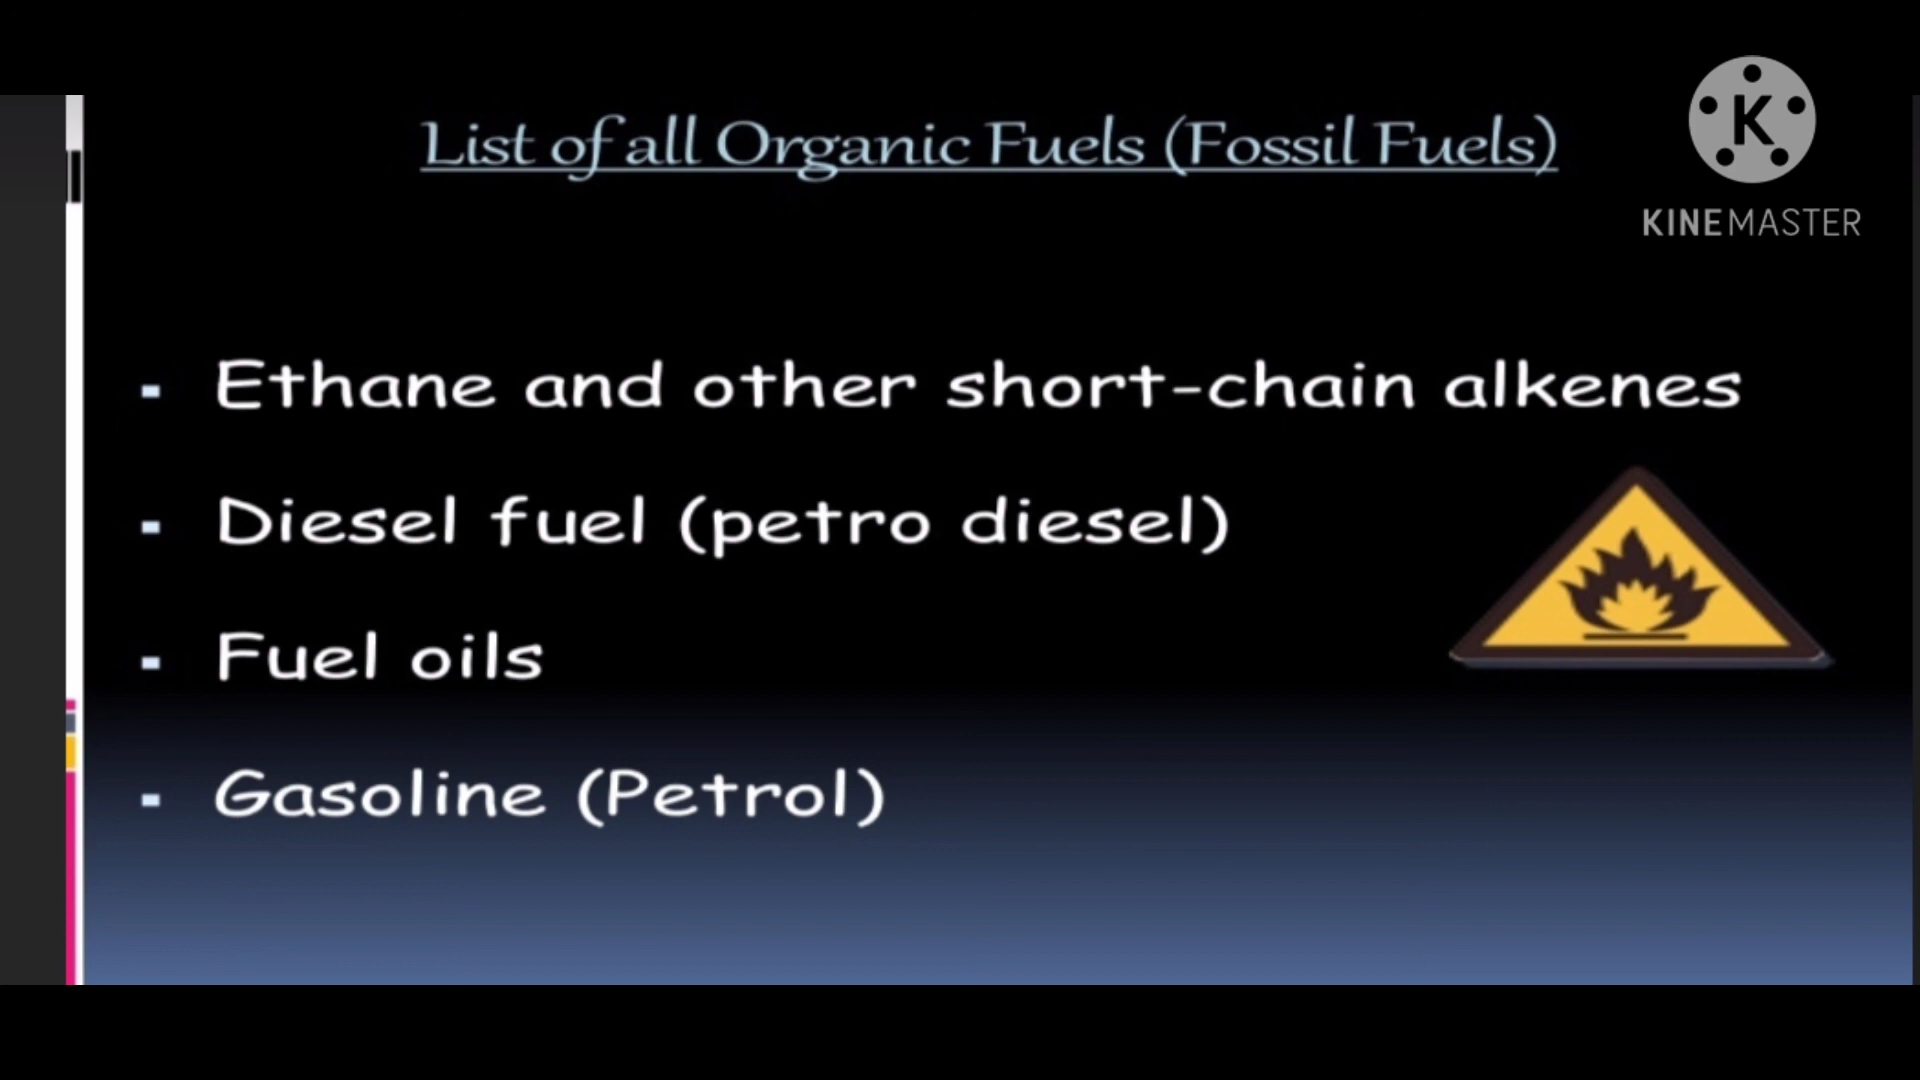 List of all Organic Fuels (Fossil Fuels)
K
KINEMASTER
- Ethane and other short-chain alkenes
- Diesel fuel (petro diesel)
- Fuel oils
- Gasoline (Petrol)